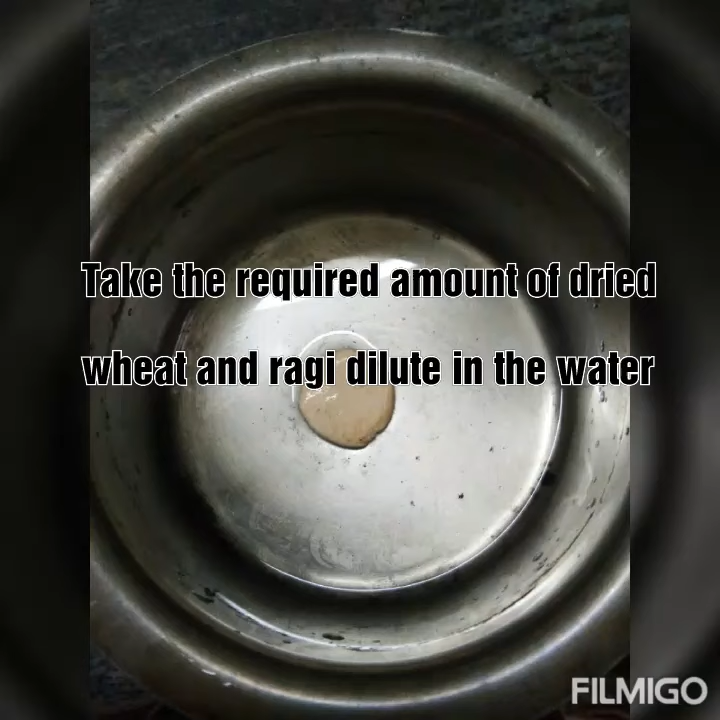 Take the required amount of dried
wheat and ragi dilute in the water
FILMIGO